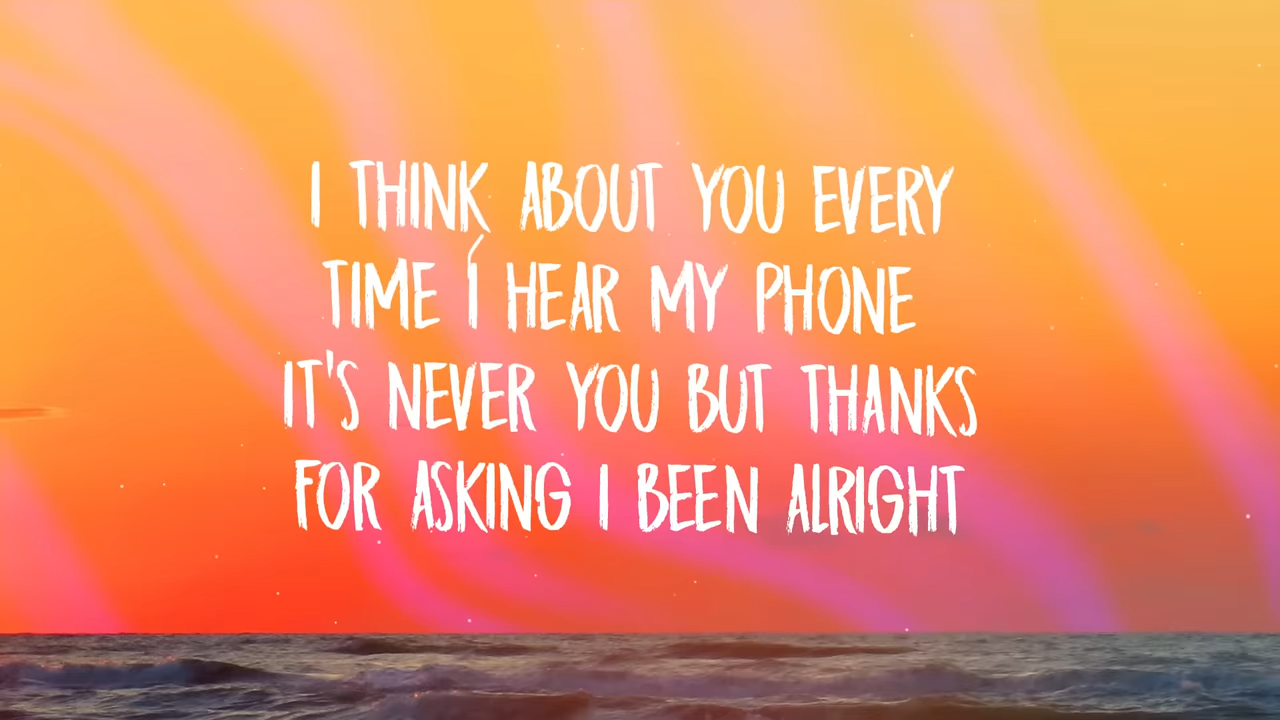 I THINK ABOUT YOU EVERY
TIME I HEAR MY PHONE
IT'S NEVER YOU BUT THANKS
FOR ASKING I BEEN ALRIGHT